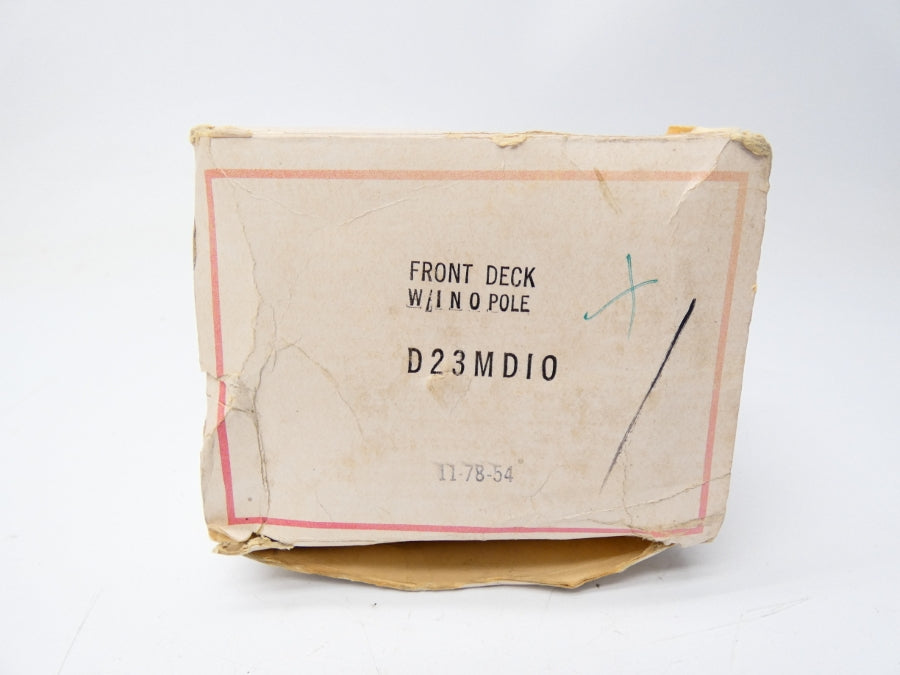 FRONT DECK
W/1 N O POLE
D23MD10
11-78-54